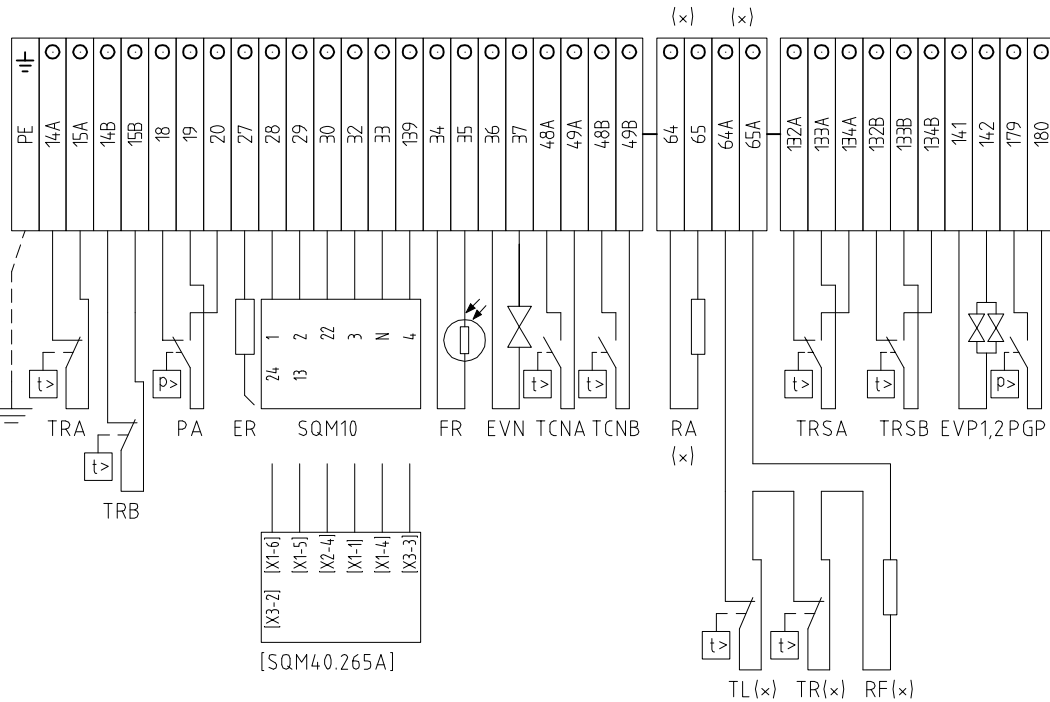 (x) (x)
PE 14A 15A 14B 15B 18 19 20 27 28 29 30 32 33 139 34 35 36 37 48A 49A 48B 49B 64 65 64A 65A 132A 133A 134A 132B 133B 134B 141 142 179 180
1 2 22 3 N 4
24 13
t> p> t> t> t> t> p>
TRA PA ER SQM10 FR EVN TCNA TCNB RA TRSA TRSB EVP1,2 PGP
(x)
t>
TRB
[X1-6] [X1-5] [X2-4] [X1-1] [X1-4] [X3-3]
[X3-2]
t> t>
[SQM40.265A]
TL(x) TR(x) RF(x)